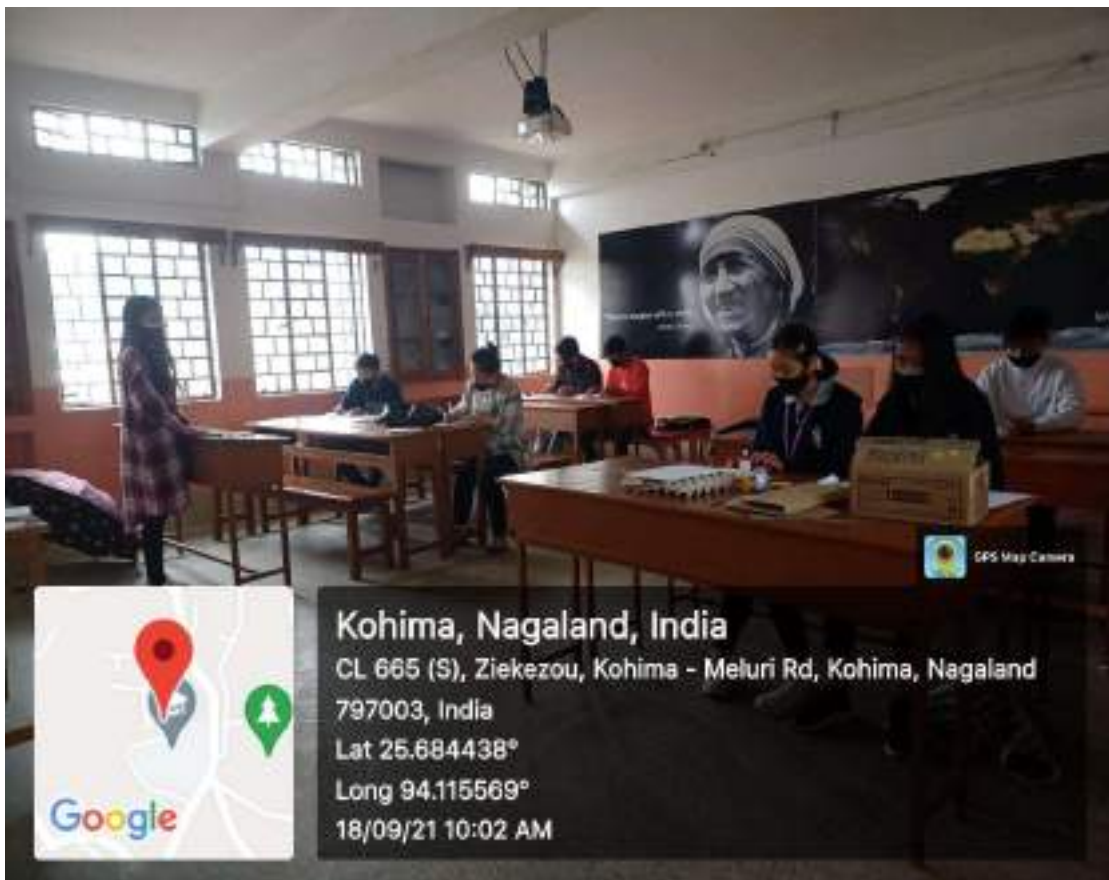 GPS Map Camera
Kohima, Nagaland, India
CL 665 (S), Ziekezou, Kohima - Meluri Rd, Kohima, Nagaland
797003, India
Lat 25.684438°
Long 94.115569°
18/09/21 10:02 AM
Google